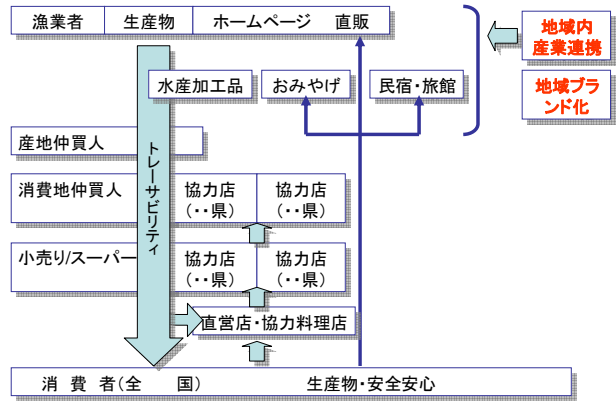 漁業者 生産物 ホームページ 直販
地域内
産業連携
水産加工品 おみやげ 民宿・旅館
地域ブラ
ンド化
産地仲買人
トレーサビリティ
消費地仲買人 協力店 協力店
(・・県) (・・県)
小売り/スーパー 協力店 協力店
(・・県) (・・県)
直営店・協力料理店
消 費 者(全 国) 生産物・安全安心